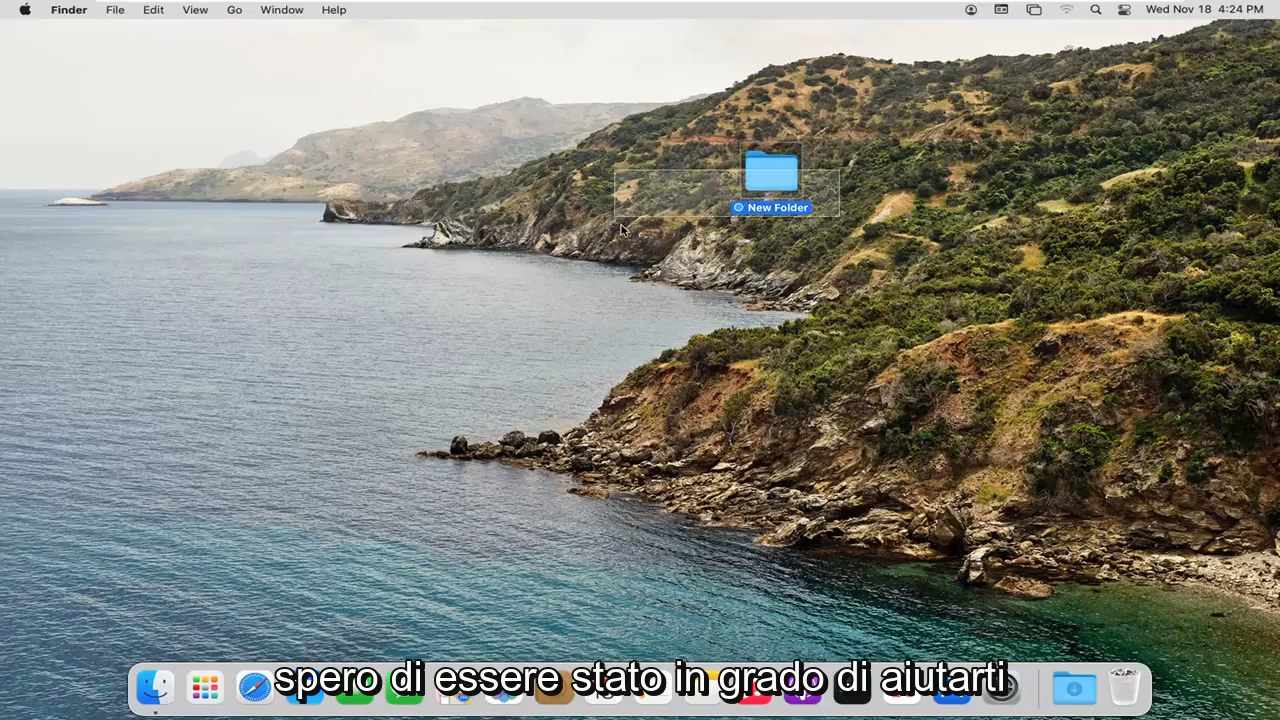 Finder File Edit View Go Window Help Wed Nov 18 4:24 PM
New Folder
spero di essere stato in grado di aiutarti